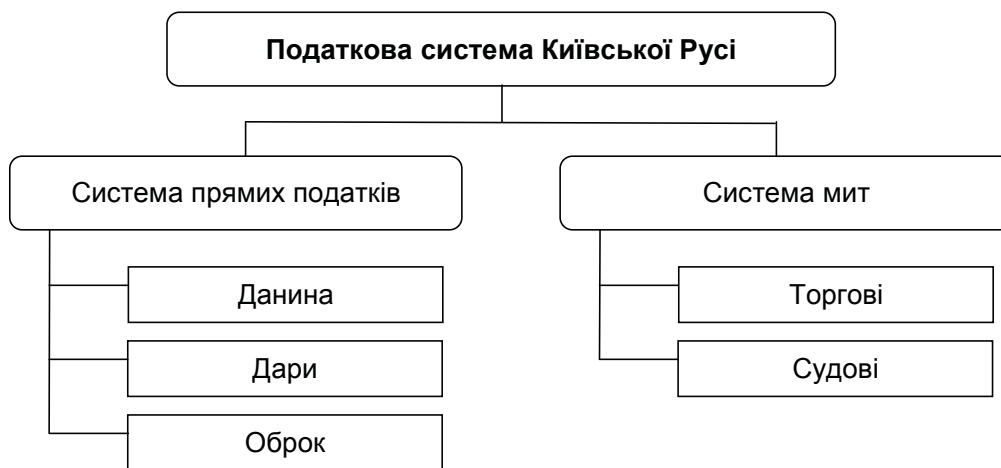 Податкова система Київської Русі
Система прямих податків
Данина
Дари
Оброк
Система мит
Торгові
Судові